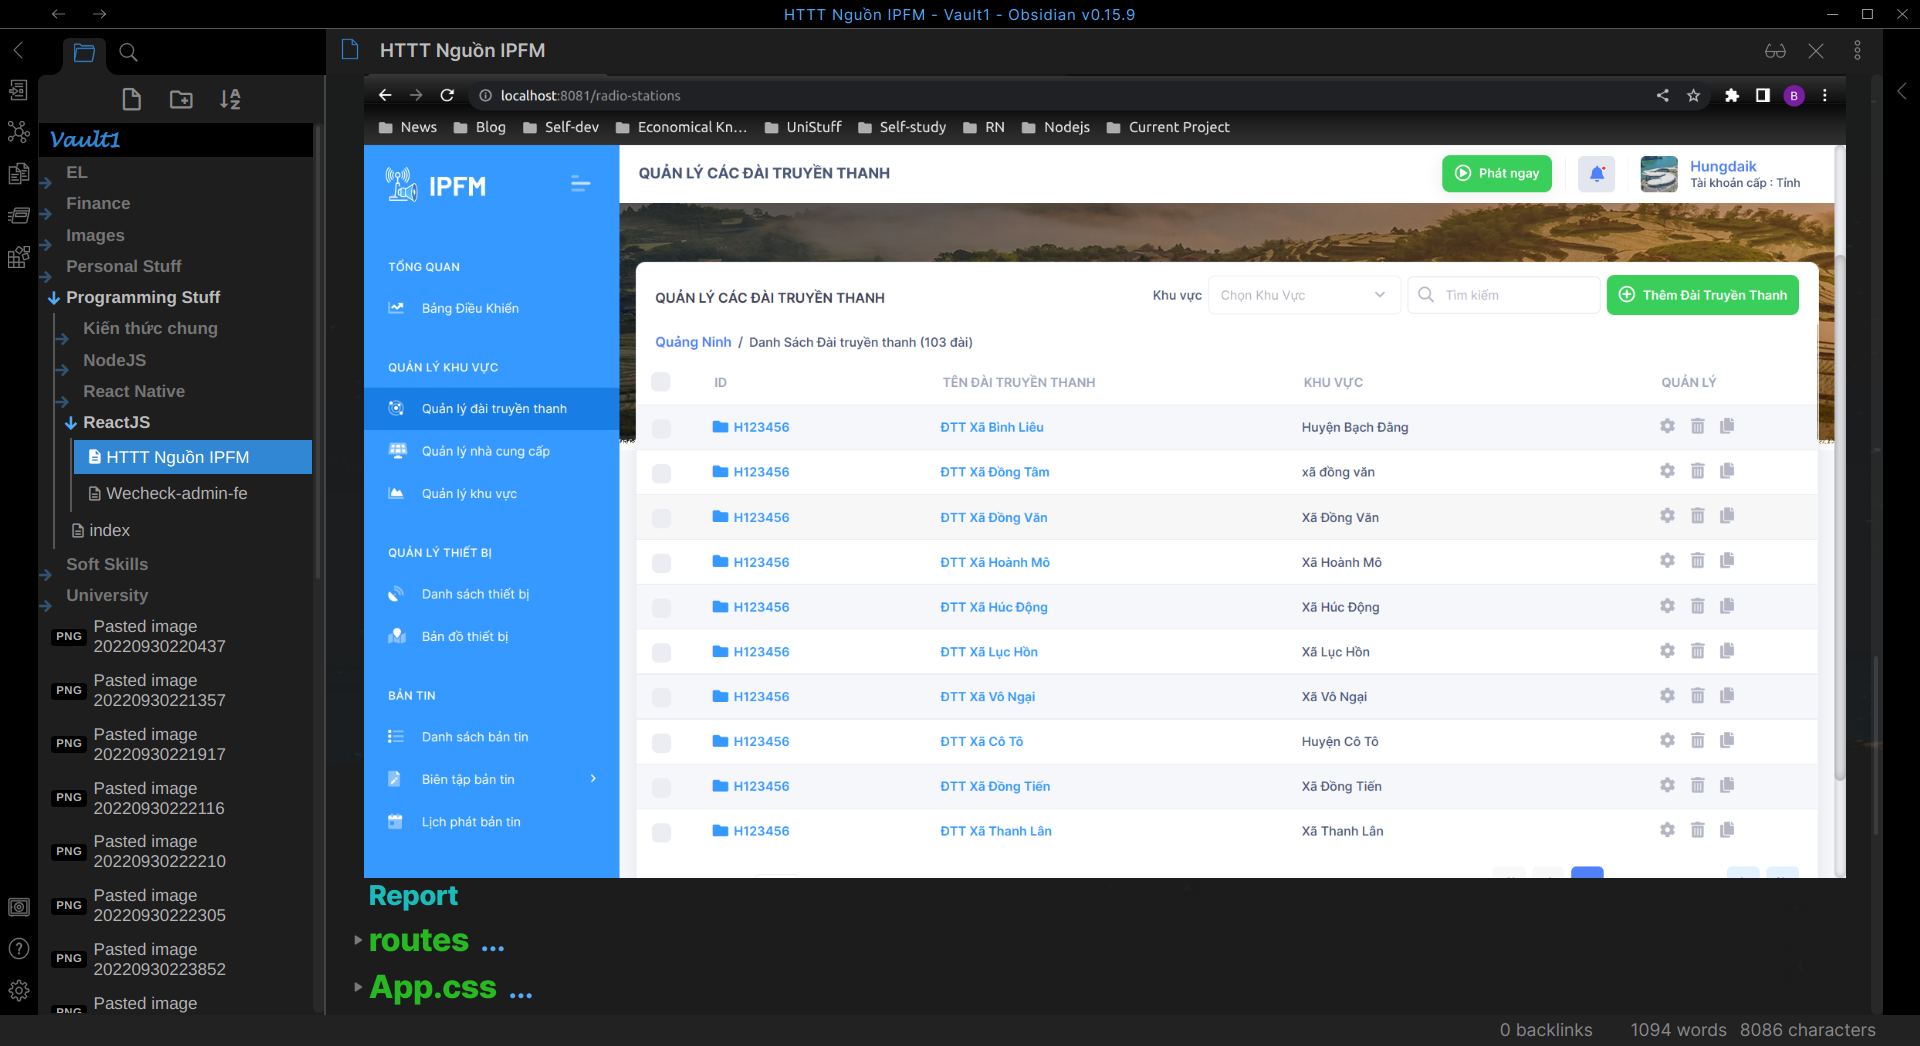 HTTT Nguồn IPFM - Vault1 - Obsidian v0.15.9
HTTT Nguồn IPFM
Vault1
EL
Finance
Images
Personal Stuff
Programming Stuff
Kiến thức chung
NodeJS
React Native
ReactJS
HTTT Nguồn IPFM
Wecheck-admin-fe
index
Soft Skills
University
PNG Pasted image 20220930220437
PNG Pasted image 20220930221357
PNG Pasted image 20220930221917
PNG Pasted image 20220930222116
PNG Pasted image 20220930222210
PNG Pasted image 20220930222305
PNG Pasted image 20220930223852
PNG Pasted image
localhost:8081/radio-stations
B
News Blog Self-dev Economical Kn... UniStuff Self-study RN Nodejs Current Project
IPFM
TỔNG QUAN
Bảng Điều Khiển
QUẢN LÝ KHU VỰC
Quản lý đài truyền thanh
Quản lý nhà cung cấp
Quản lý khu vực
QUẢN LÝ THIẾT BỊ
Danh sách thiết bị
Bản đồ thiết bị
BẢN TIN
Danh sách bản tin
Biên tập bản tin
Lịch phát bản tin
QUẢN LÝ CÁC ĐÀI TRUYỀN THANH
Phát ngay
Hungdaik
Tài khoản cấp : Tỉnh
QUẢN LÝ CÁC ĐÀI TRUYỀN THANH
Khu vực Chọn Khu Vực Tìm kiếm Thêm Đài Truyền Thanh
Quảng Ninh / Danh Sách Đài truyền thanh (103 đài)
ID TÊN ĐÀI TRUYỀN THANH KHU VỰC QUẢN LÝ
H123456 ĐTT Xã Bình Liêu Huyện Bạch Đằng
H123456 ĐTT Xã Đồng Tâm xã đồng văn
H123456 ĐTT Xã Đồng Văn Xã Đồng Văn
H123456 ĐTT Xã Hoành Mô Xã Hoành Mô
H123456 ĐTT Xã Húc Động Xã Húc Động
H123456 ĐTT Xã Lục Hồn Xã Lục Hồn
H123456 ĐTT Xã Vô Ngại Xã Vô Ngại
H123456 ĐTT Xã Cô Tô Huyện Cô Tô
H123456 ĐTT Xã Đồng Tiến Xã Đồng Tiến
H123456 ĐTT Xã Thanh Lân Xã Thanh Lân
Report
routes ...
App.css ...
0 backlinks 1094 words 8086 characters